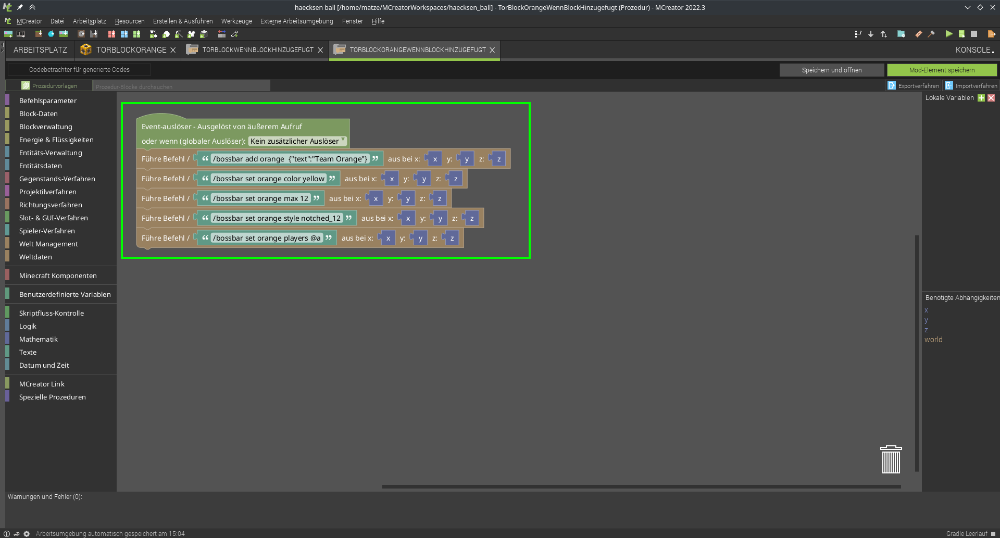 haecksen ball [/home/matze/MCreatorWorkspaces/haecksen_ball] - TorBlockOrangeWennBlockHinzugefugt (Prozedur) - MCreator 2022.3
MCreator Datei Arbeitsplatz Resourcen Erstellen & Ausführen Werkzeuge Externe Arbeitsumgebung Fenster Hilfe
ARBEITSPLATZ TORBLOCKORANGE TORBLOCKWENNBLOCKHINZUGEFUGT TORBLOCKORANGEWENNBLOCKHINZUGEFUGT KONSOLE
Codebetrachter für generierte Codes Speichern und öffnen Mod-Element speichern
Prozedurvorlagen Prozedur-Blöcke durchsuchen Exportverfahren Importverfahren
Befehlsparameter
Block-Daten
Blockverwaltung
Energie & Flüssigkeiten
Entitäts-Verwaltung
Entitätsdaten
Gegenstands-Verfahren
Projektilverfahren
Richtungsverfahren
Slot- & GUI-Verfahren
Spieler-Verfahren
Welt Management
Weltdaten
Minecraft Komponenten
Benutzerdefinierte Variablen
Skriptfluss-Kontrolle
Logik
Mathematik
Texte
Datum und Zeit
MCreator Link
Spezielle Prozeduren
Event-auslöser - Ausgelöst von äußerem Aufruf
oder wenn (globaler Auslöser): Kein zusätzlicher Auslöser
Führe Befehl / “ /bossbar add orange  {"text":"Team Orange"} ” aus bei x: x y: y z: z
Führe Befehl / “ /bossbar set orange color yellow ” aus bei x: x y: y z: z
Führe Befehl / “ /bossbar set orange max 12 ” aus bei x: x y: y z: z
Führe Befehl / “ /bossbar set orange style notched_12 ” aus bei x: x y: y z: z
Führe Befehl / “ /bossbar set orange players @a ” aus bei x: x y: y z: z
Lokale Variablen
Benötigte Abhängigkeiten
x
y
z
world
Warnungen und Fehler (0):
Arbeitsumgebung automatisch gespeichert am 15:04 Gradle Leerlauf